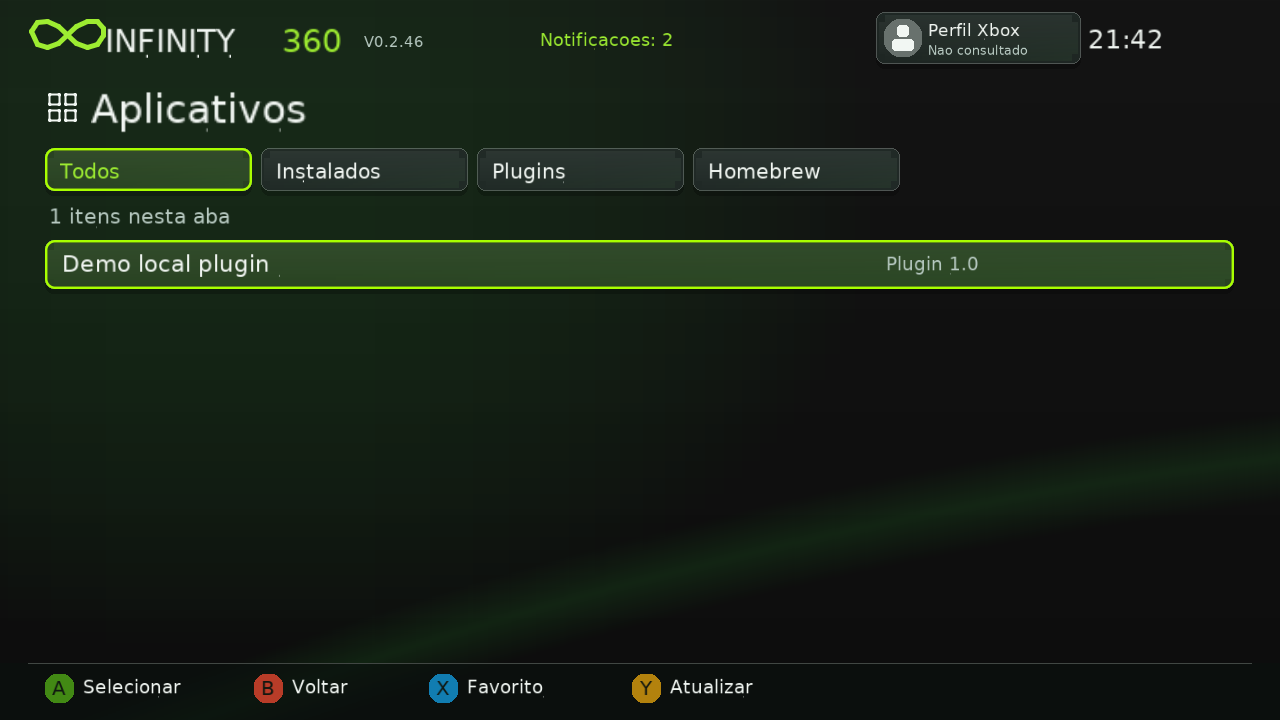 INFINITY 360 V0.2.46 Notificacoes: 2 Perfil Xbox 21:42
Nao consultado
Aplicativos
Todos Instalados Plugins Homebrew
1 itens nesta aba
Demo local plugin Plugin 1.0
A Selecionar B Voltar X Favorito Y Atualizar